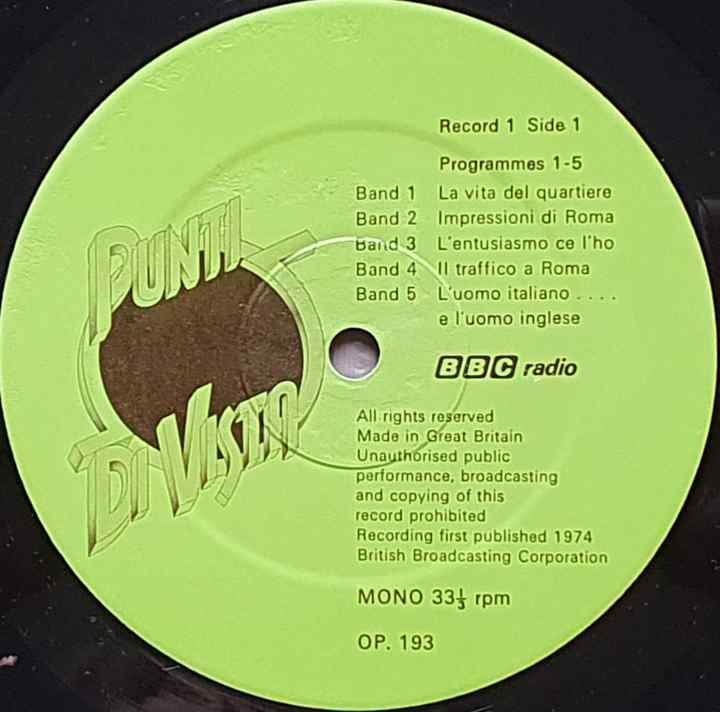 PUNTI
DI VISTA
Record 1 Side 1
Programmes 1-5
Band 1 La vita del quartiere
Band 2 Impressioni di Roma
Band 3 L'entusiasmo ce l'ho
Band 4 Il traffico a Roma
Band 5 L'uomo italiano . . . .
e l'uomo inglese
BBC radio
All rights reserved
Made in Great Britain
Unauthorised public
performance, broadcasting
and copying of this
record prohibited
Recording first published 1974
British Broadcasting Corporation
MONO 33⅓ rpm
OP. 193